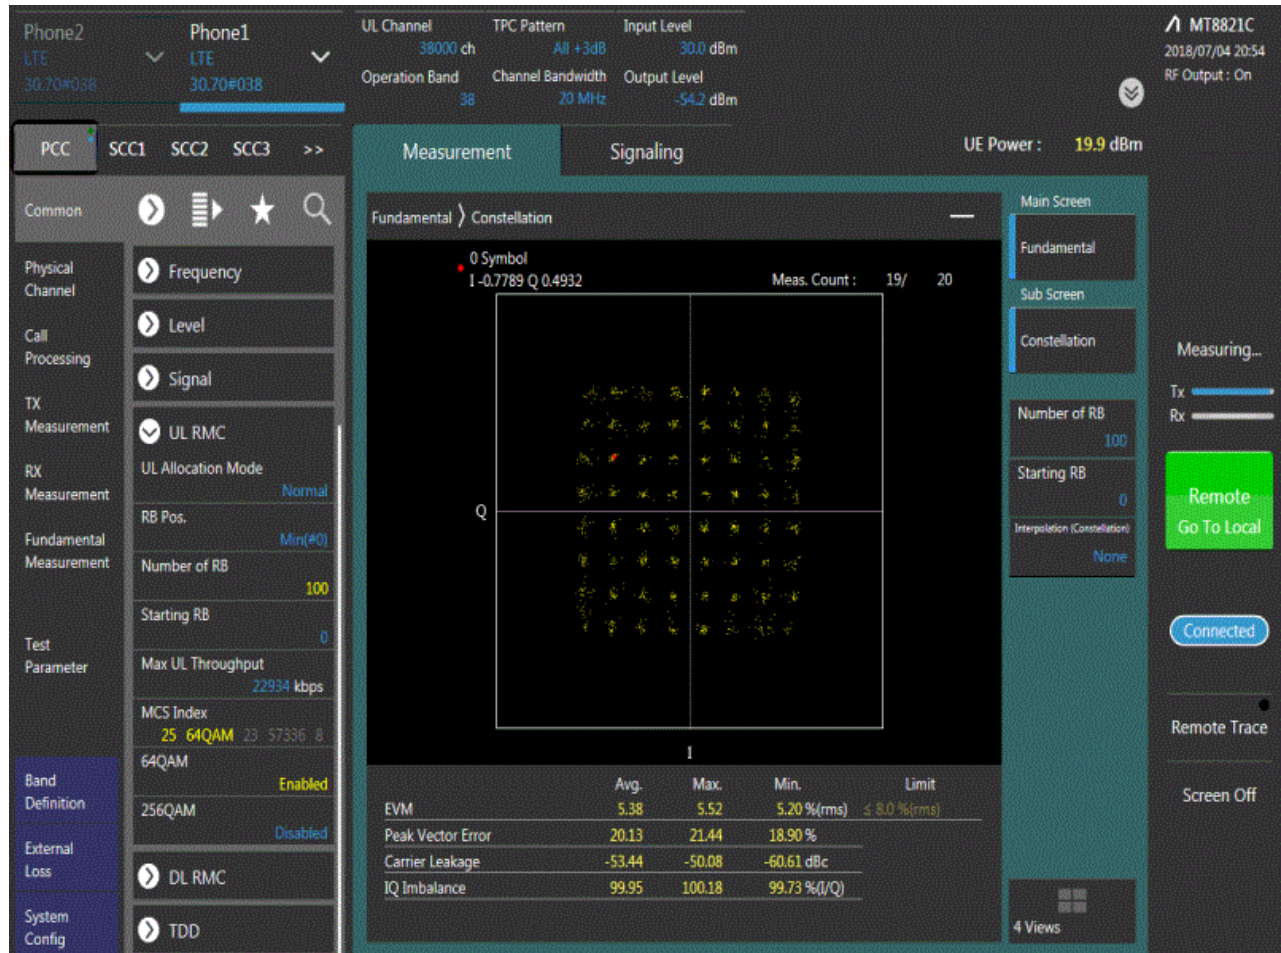 Phone2
LTE
30.70#038
Phone1
LTE
30.70#038
UL Channel
38000 ch
TPC Pattern
All +3dB
Input Level
30.0 dBm
Operation Band
38
Channel Bandwidth
20 MHz
Output Level
-54.2 dBm
MT8821C
2018/07/04 20:54
RF Output : On
PCC SCC1 SCC2 SCC3 >>
Measurement
Signaling
UE Power : 19.9 dBm
Common
Physical
Channel
Call
Processing
TX
Measurement
RX
Measurement
Fundamental
Measurement
Test
Parameter
Band
Definition
External
Loss
System
Config
Frequency
Level
Signal
UL RMC
UL Allocation Mode
Normal
RB Pos.
Min(#0)
Number of RB
100
Starting RB
0
Max UL Throughput
22934 kbps
MCS Index
25 64QAM 23 57336 8
64QAM
Enabled
256QAM
Disabled
DL RMC
TDD
Fundamental 〉 Constellation
0 Symbol
I -0.7789 Q 0.4932
Meas. Count : 19/ 20
Q
I
Avg. Max. Min. Limit
EVM 5.38 5.52 5.20 %(rms) ≤ 8.0 %(rms)
Peak Vector Error 20.13 21.44 18.90 %
Carrier Leakage -53.44 -50.08 -60.61 dBc
IQ Imbalance 99.95 100.18 99.73 %(I/Q)
Main Screen
Fundamental
Sub Screen
Constellation
Number of RB
100
Starting RB
0
Interpolation (Constellation)
None
4 Views
Measuring...
Tx
Rx
Remote
Go To Local
Connected
Remote Trace
Screen Off